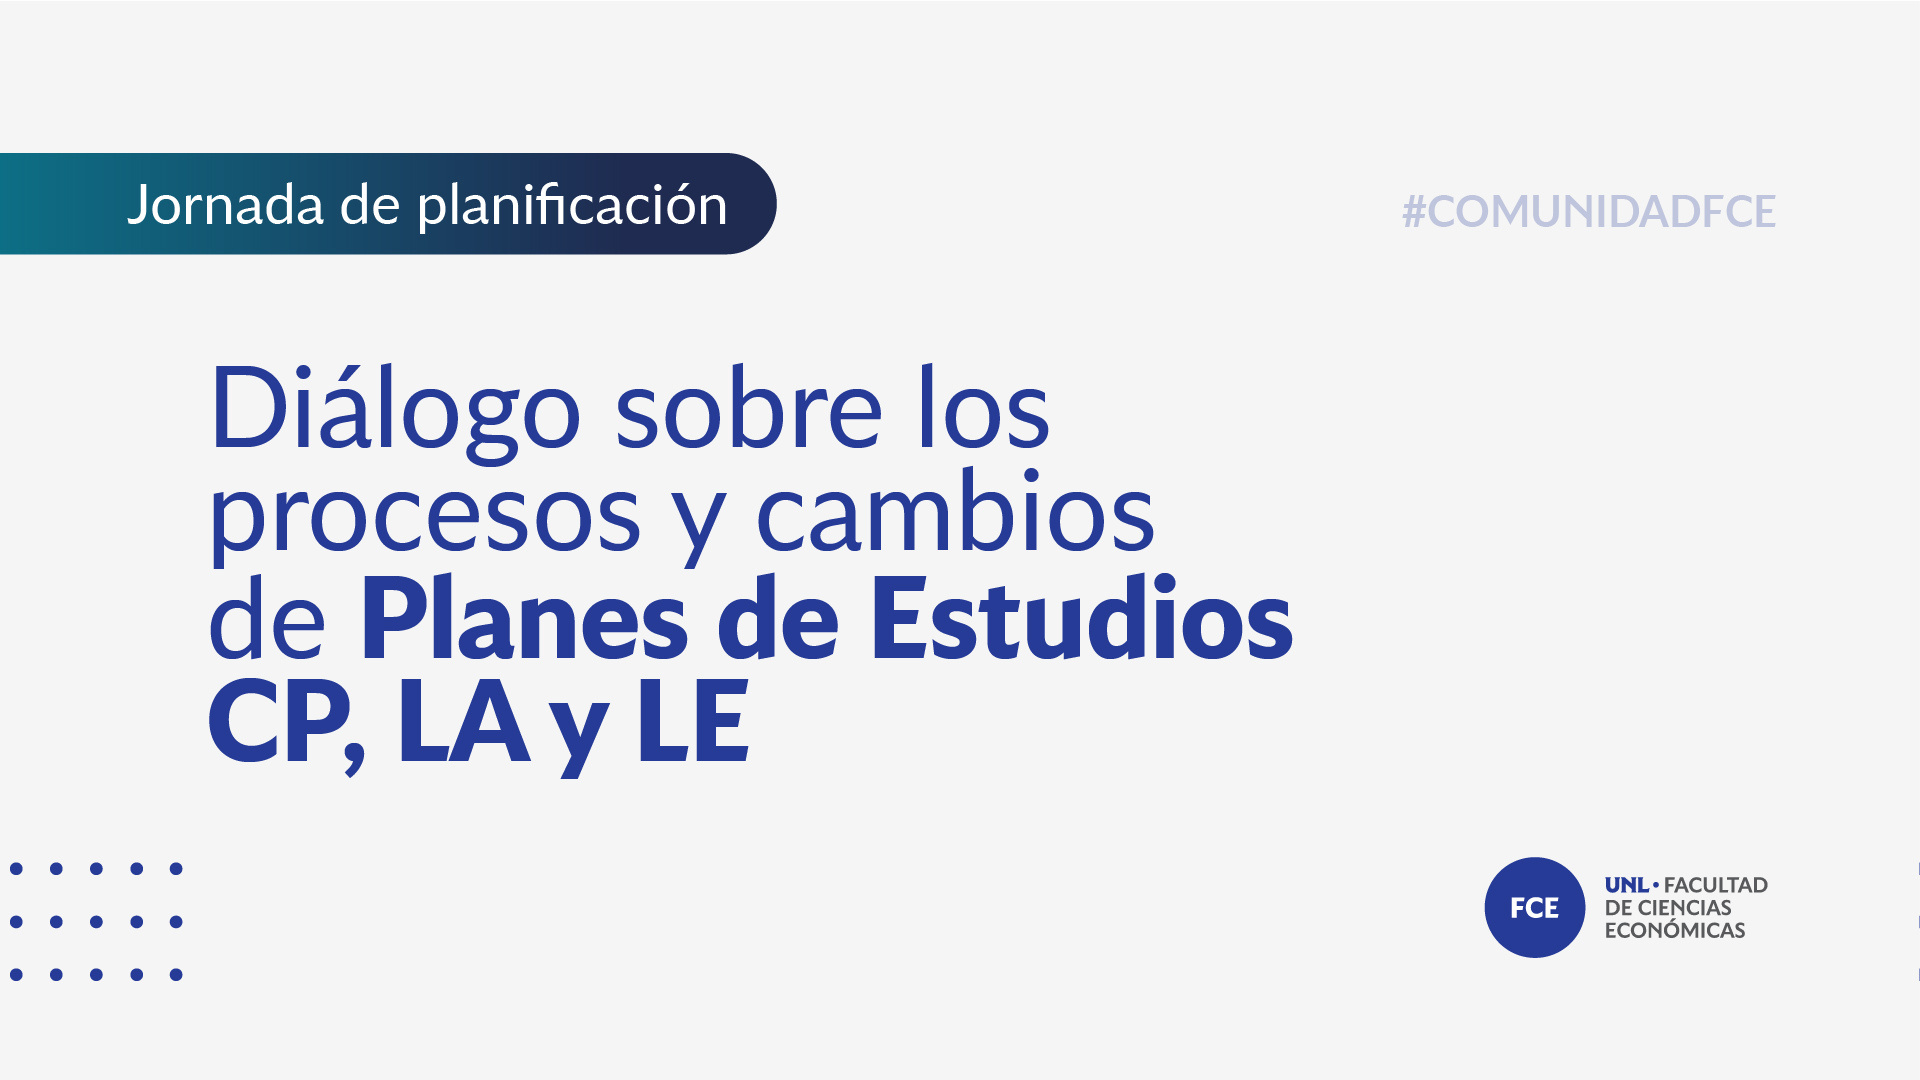 Jornada de planificación
#COMUNIDADFCE
Diálogo sobre los
procesos y cambios
de Planes de Estudios
CP, LA y LE
FCE
UNL • FACULTAD
DE CIENCIAS
ECONÓMICAS